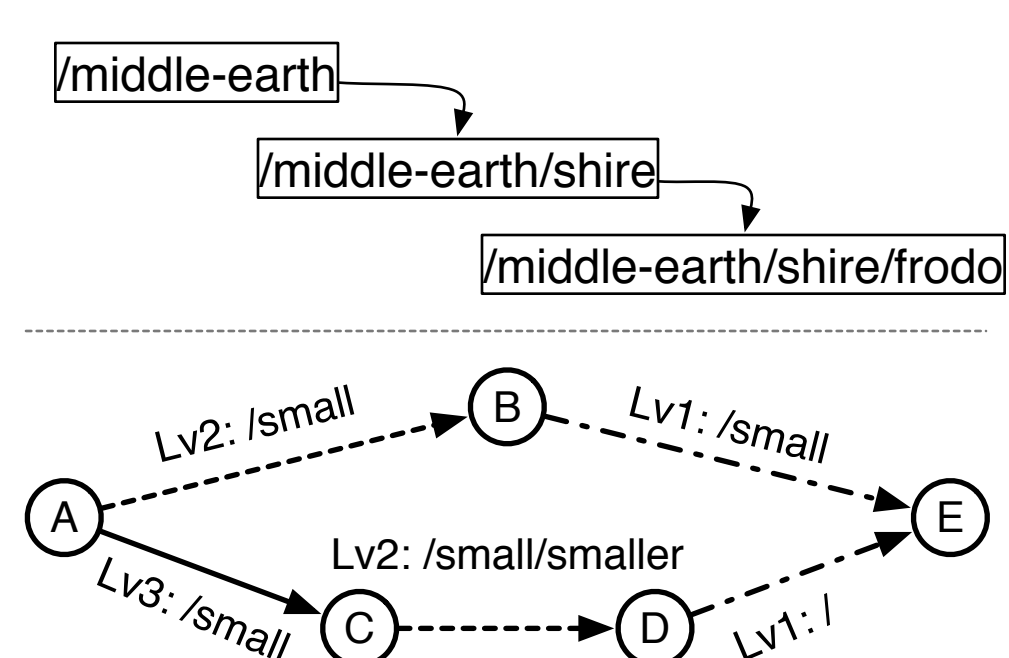 /middle-earth
/middle-earth/shire
/middle-earth/shire/frodo
Lv2: /small
B
Lv1: /small
A
E
Lv2: /small/smaller
Lv3: /small
C
D
Lv1: /